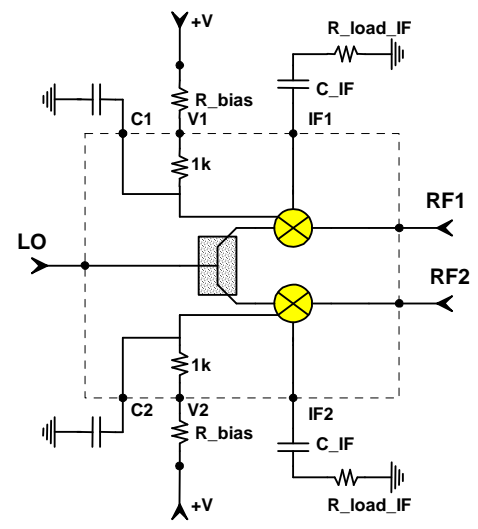 +V
R_load_IF
R_bias
C_IF
C1
V1
IF1
1k
RF1
LO
RF2
1k
C2
V2
IF2
R_bias
C_IF
+V
R_load_IF